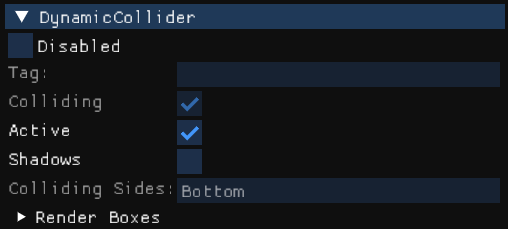 DynamicCollider
Disabled
Tag:
Colliding
Active
Shadows
Colliding Sides: Bottom
Render Boxes